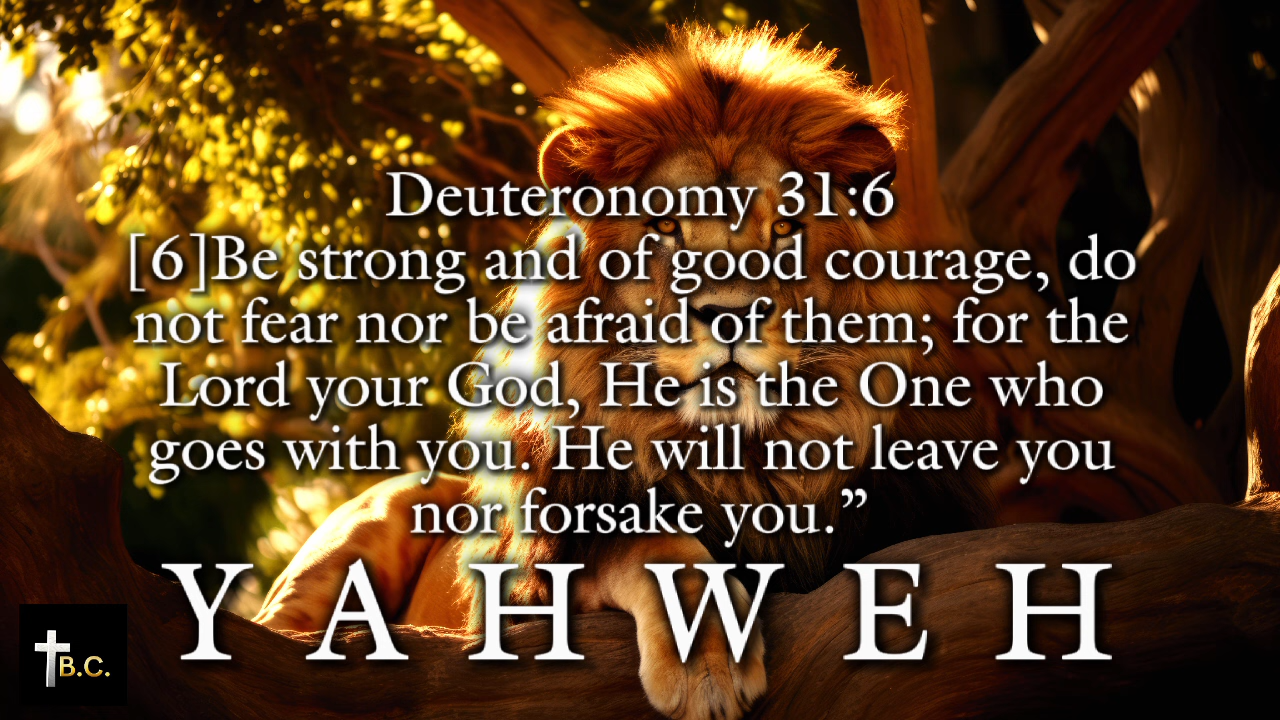 Deuteronomy 31:6
[6]Be strong and of good courage, do
not fear nor be afraid of them; for the
Lord your God, He is the One who
goes with you. He will not leave you
nor forsake you.”
YAHWEH
B.C.